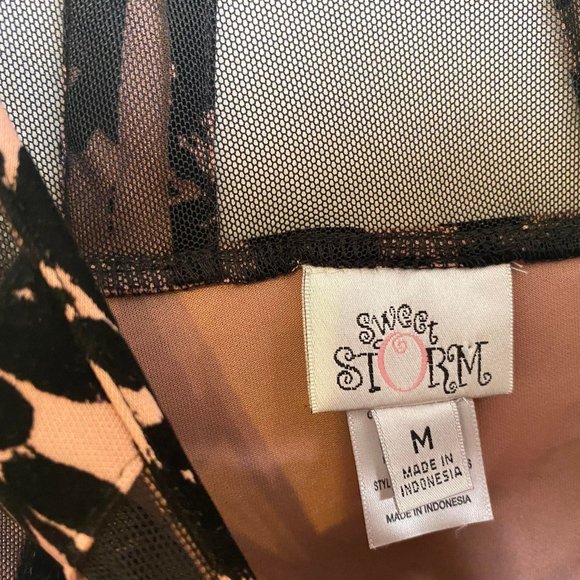 sweet
STORM
M
MADE IN
INDONESIA
MADE IN INDONESIA